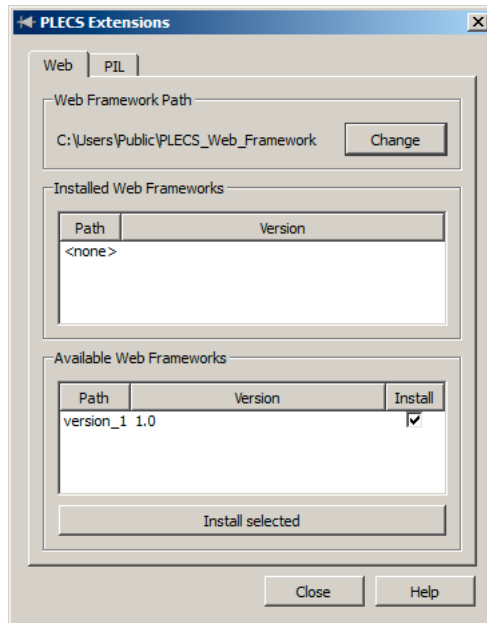 PLECS Extensions
Web PIL
Web Framework Path
C:\Users\Public\PLECS_Web_Framework Change
Installed Web Frameworks
Path Version
<none>
Available Web Frameworks
Path Version Install
version_1 1.0
Install selected
Close Help